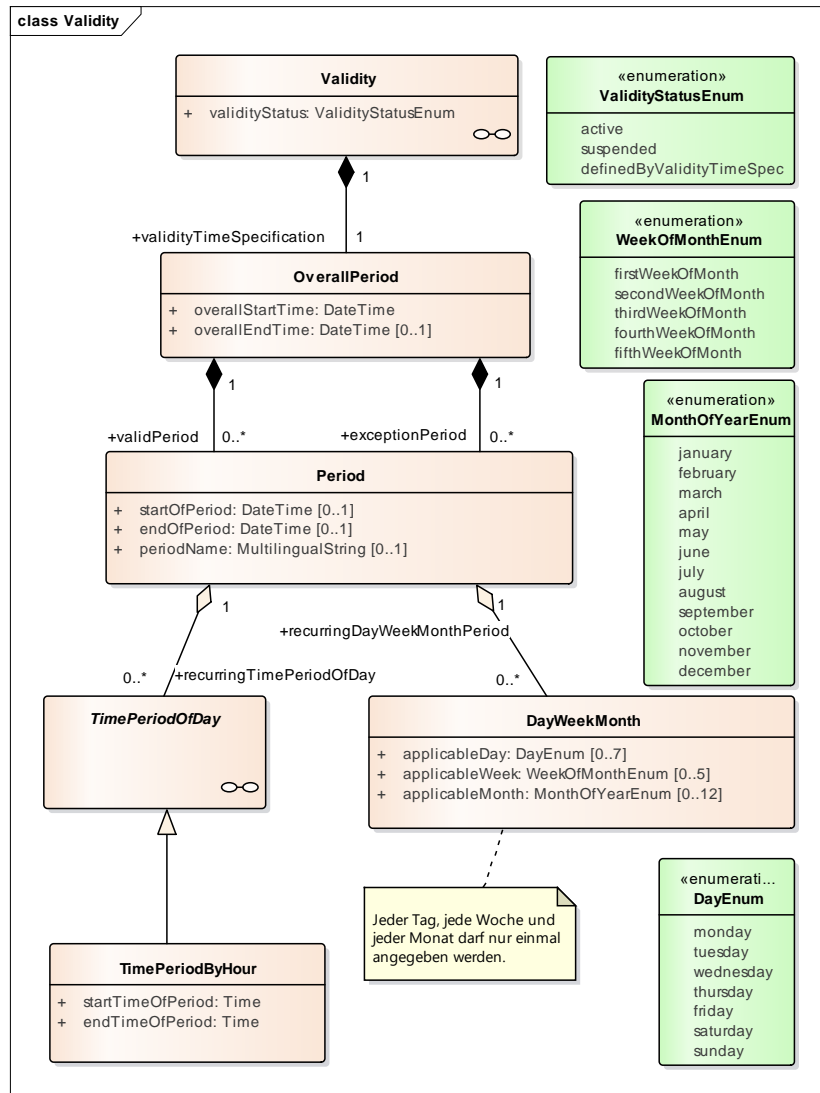 class Validity
Validity
+ validityStatus: ValidityStatusEnum
1
+validityTimeSpecification 1
OverallPeriod
+ overallStartTime: DateTime
+ overallEndTime: DateTime [0..1]
1 1
+validPeriod 0..* +exceptionPeriod 0..*
Period
+ startOfPeriod: DateTime [0..1]
+ endOfPeriod: DateTime [0..1]
+ periodName: MultilingualString [0..1]
1 1
+recurringDayWeekMonthPeriod
0..* +recurringTimePeriodOfDay 0..*
TimePeriodOfDay
DayWeekMonth
+ applicableDay: DayEnum [0..7]
+ applicableWeek: WeekOfMonthEnum [0..5]
+ applicableMonth: MonthOfYearEnum [0..12]
Jeder Tag, jede Woche und
jeder Monat darf nur einmal
angegeben werden.
TimePeriodByHour
+ startTimeOfPeriod: Time
+ endTimeOfPeriod: Time
«enumeration»
ValidityStatusEnum
active
suspended
definedByValidityTimeSpec
«enumeration»
WeekOfMonthEnum
firstWeekOfMonth
secondWeekOfMonth
thirdWeekOfMonth
fourthWeekOfMonth
fifthWeekOfMonth
«enumeration»
MonthOfYearEnum
january
february
march
april
may
june
july
august
september
october
november
december
«enumerati...
DayEnum
monday
tuesday
wednesday
thursday
friday
saturday
sunday